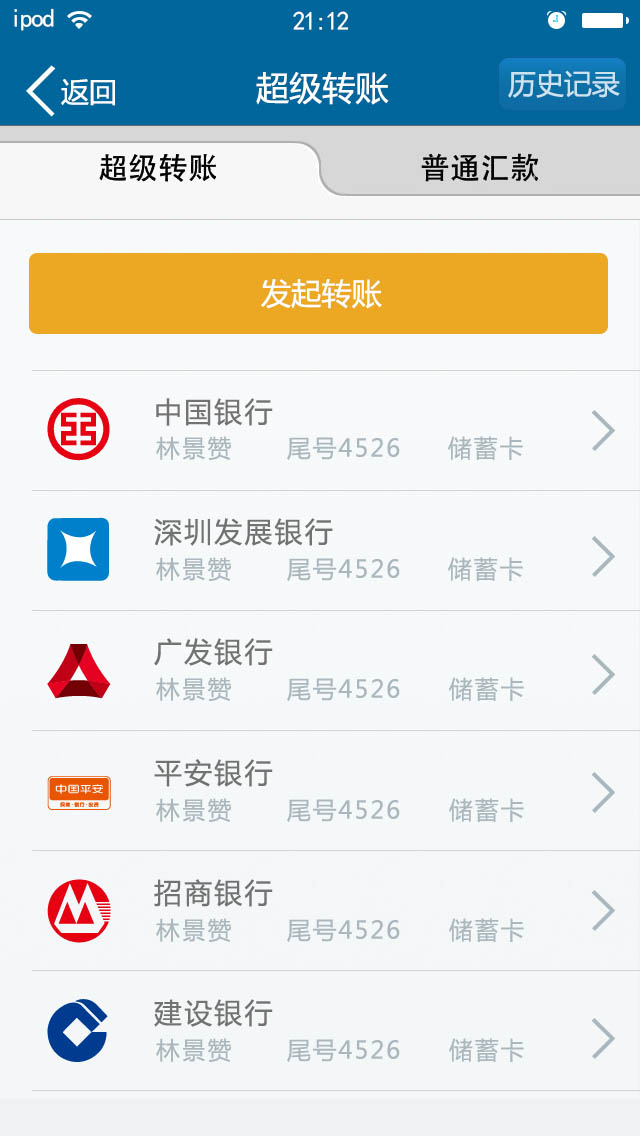 ipod 21:12
返回 超级转账 历史记录
超级转账 普通汇款
发起转账
中国银行
林景赞 尾号4526 储蓄卡
深圳发展银行
林景赞 尾号4526 储蓄卡
广发银行
林景赞 尾号4526 储蓄卡
平安银行
中国平安
保险·银行·投资
林景赞 尾号4526 储蓄卡
招商银行
林景赞 尾号4526 储蓄卡
建设银行
林景赞 尾号4526 储蓄卡